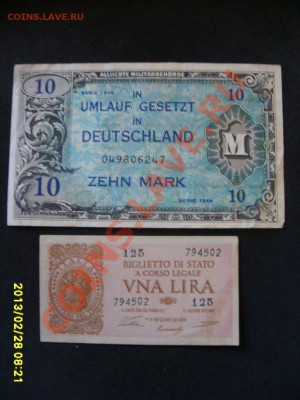 COINS.LAVE.RU
ALLIIERTE MILITÄRBEHÖRDE
SERIE 1944
10 IN 10
UMLAUF GESETZT
IN
DEUTSCHLAND
049806247
M
10 ZEHN MARK 10
SERIE 1944
125 794502
BIGLIETTO DI STATO
A CORSO LEGALE
VNA LIRA
794502 125
2013/02/28 08:21